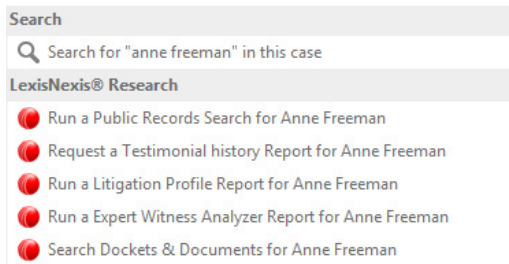 Search
Search for "anne freeman" in this case
LexisNexis® Research
Run a Public Records Search for Anne Freeman
Request a Testimonial history Report for Anne Freeman
Run a Litigation Profile Report for Anne Freeman
Run a Expert Witness Analyzer Report for Anne Freeman
Search Dockets & Documents for Anne Freeman